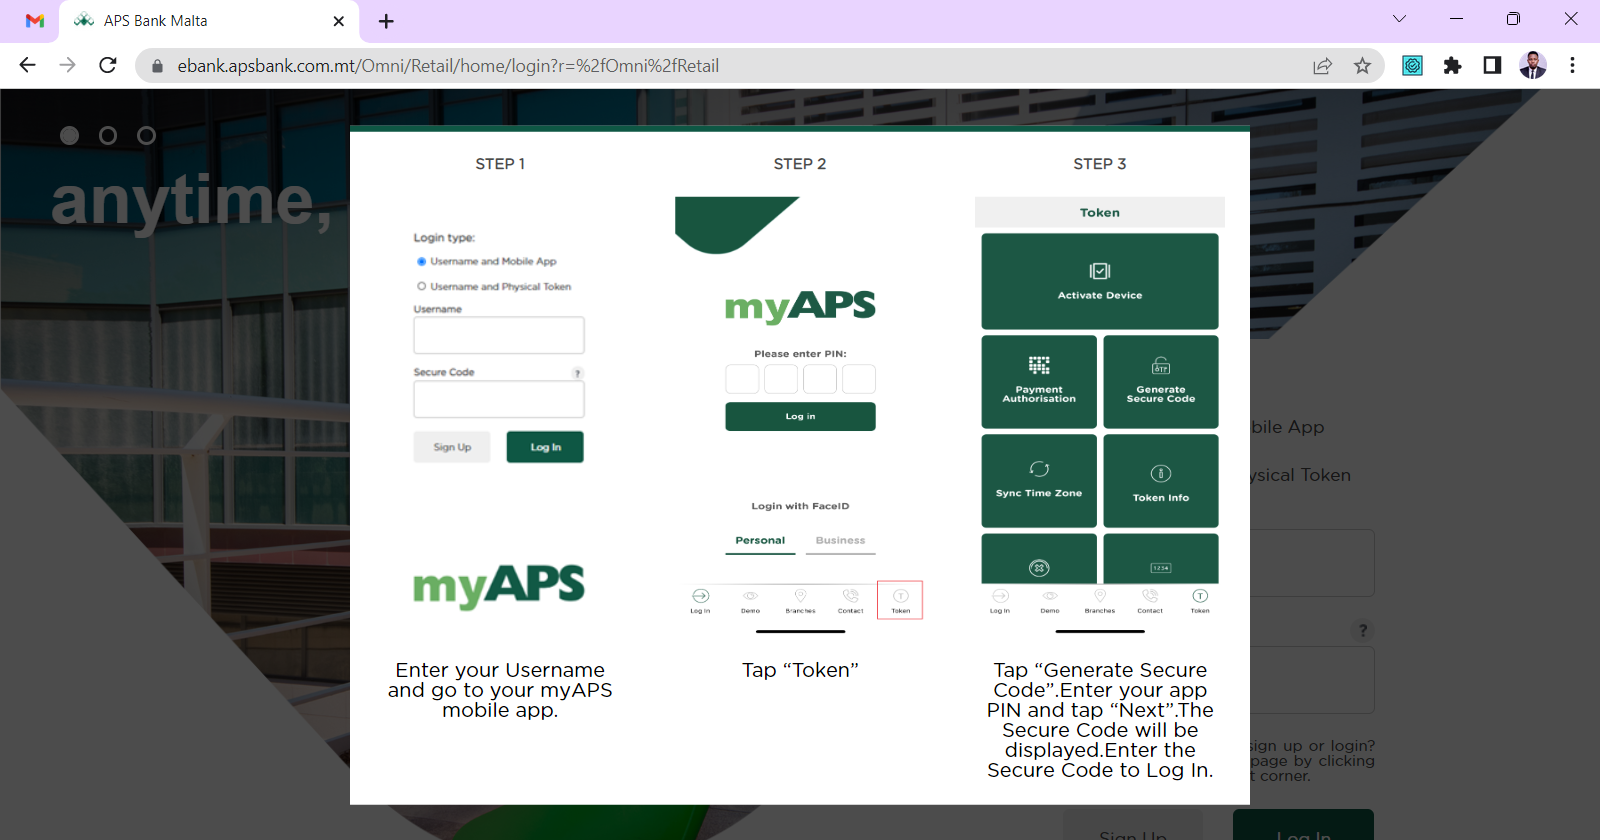 APS Bank Malta
ebank.apsbank.com.mt/Omni/Retail/home/login?r=%2fOmni%2fRetail
anytime,
STEP 1
Login type:
Username and Mobile App
Username and Physical Token
Username
Secure Code
?
Sign Up
Log In
myAPS
Enter your Username
and go to your myAPS
mobile app.
STEP 2
myAPS
Please enter PIN:
Log in
Login with FaceID
Personal
Business
Log In
Demo
Branches
Contact
T
Token
Tap “Token”
STEP 3
Token
Activate Device
Payment
Authorisation
OTP
Generate
Secure Code
Sync Time Zone
Token Info
1234
Log In
Demo
Branches
Contact
T
Token
Tap “Generate Secure
Code”.Enter your app
PIN and tap “Next”.The
Secure Code will be
displayed.Enter the
Secure Code to Log In.
bile App
ysical Token
?
sign up or login?
page by clicking
t corner.
Sign Up
Log In